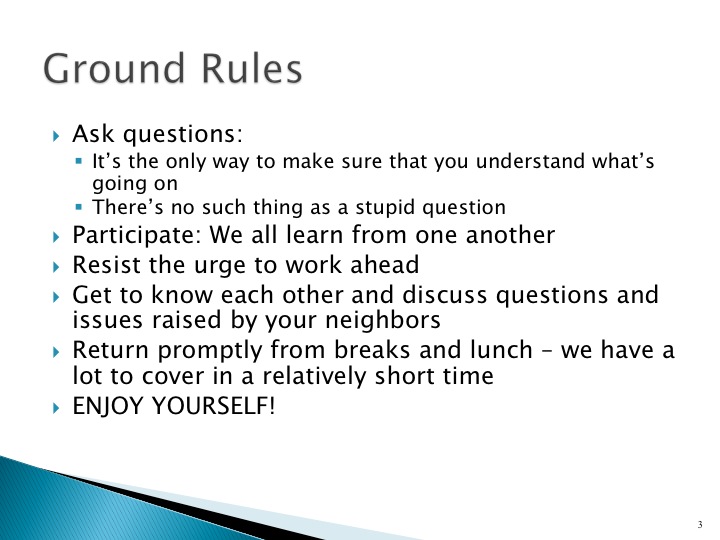 Ground Rules
Ask questions:
It’s the only way to make sure that you understand what’s
going on
There’s no such thing as a stupid question
Participate: We all learn from one another
Resist the urge to work ahead
Get to know each other and discuss questions and
issues raised by your neighbors
Return promptly from breaks and lunch – we have a
lot to cover in a relatively short time
ENJOY YOURSELF!
3